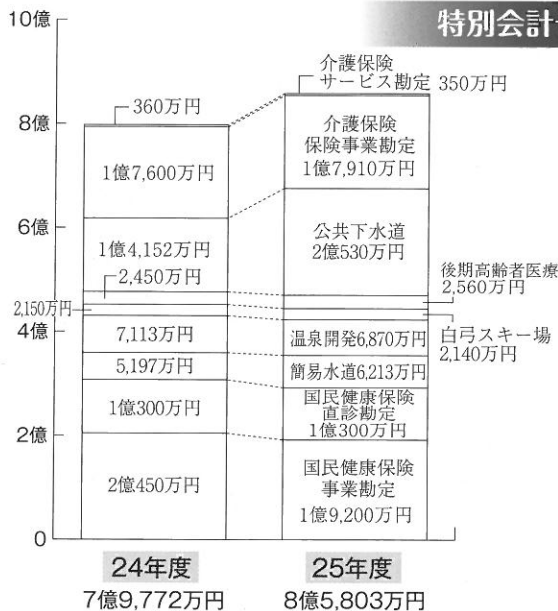 特別会計
10億
8億
6億
4億
2億
0
360万円
1億7,600万円
1億4,152万円
2,450万円
2,150万円
7,113万円
5,197万円
1億300万円
2億450万円
介護保険
サービス勘定 350万円
介護保険
保険事業勘定
1億7,910万円
公共下水道
2億530万円
後期高齢者医療
2,560万円
白弓スキー場
2,140万円
温泉開発6,870万円
簡易水道6,213万円
国民健康保険
直診勘定
1億300万円
国民健康保険
事業勘定
1億9,200万円
24年度
7億9,772万円
25年度
8億5,803万円